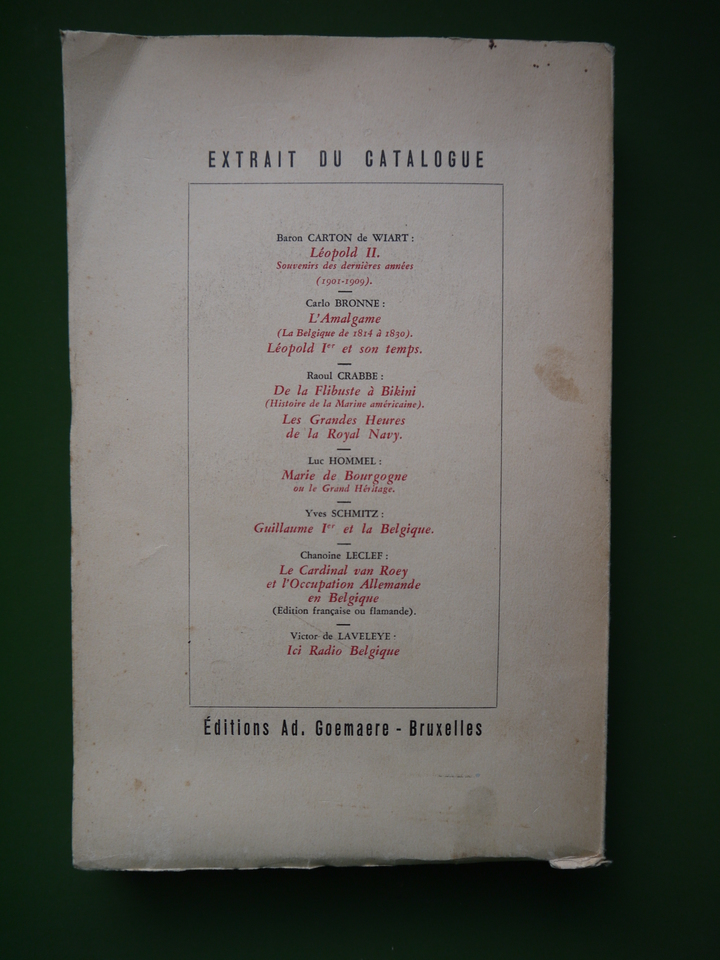 EXTRAIT DU CATALOGUE
Baron CARTON de WIART :
Léopold II.
Souvenirs des dernières années
(1901-1909).
Carlo BRONNE :
L'Amalgame
(La Belgique de 1814 à 1830).
Léopold Ier et son temps.
Raoul CRABBE :
De la Flibuste à Bikini
(Histoire de la Marine américaine).
Les Grandes Heures
de la Royal Navy.
Luc HOMMEL :
Marie de Bourgogne
ou le Grand Héritage.
Yves SCHMITZ :
Guillaume Ier et la Belgique.
Chanoine LECLEF :
Le Cardinal van Roey
et l'Occupation Allemande
en Belgique
(Edition française ou flamande).
Victor de LAVELEYE :
Ici Radio Belgique
Éditions Ad. Goemaere - Bruxelles